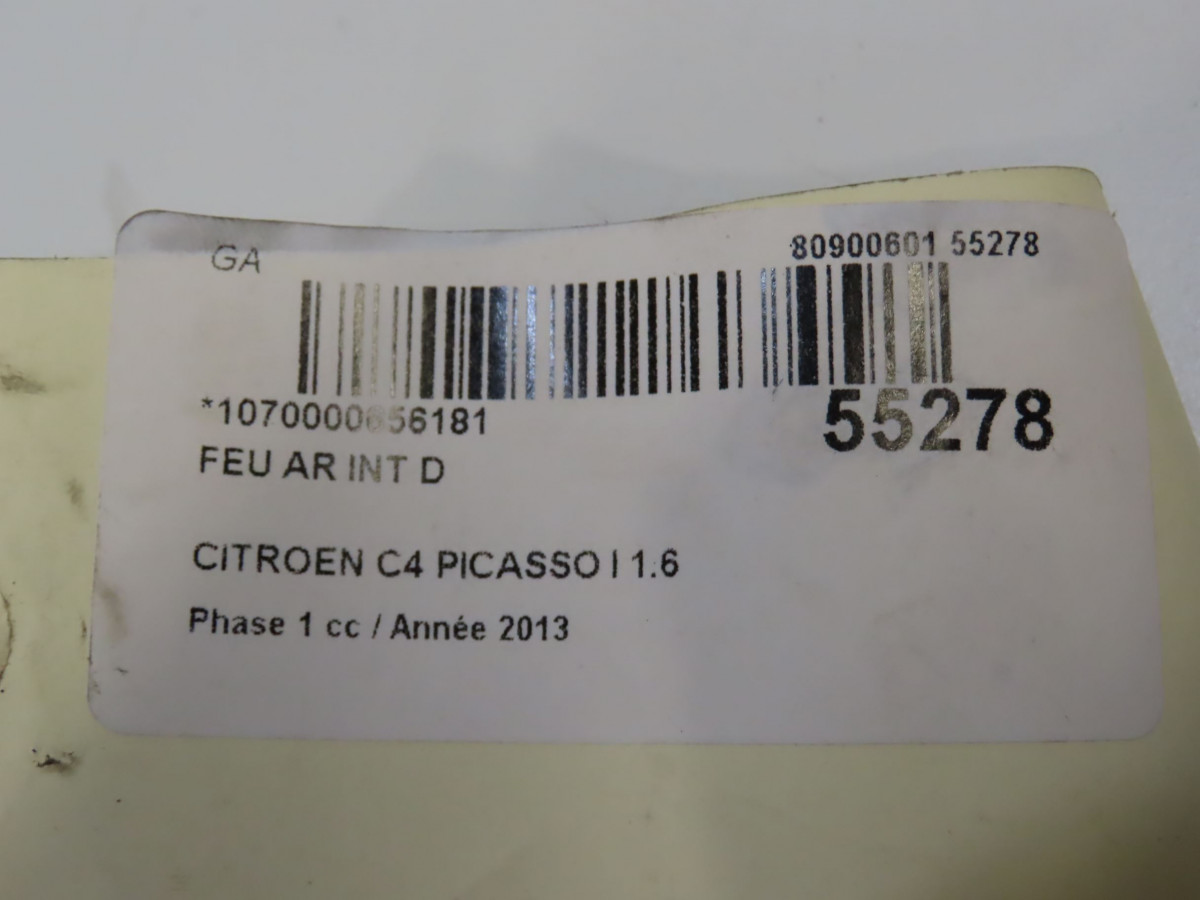 GA
80900601 55278
*1070000656181
55278
FEU AR INT D
CITROEN C4 PICASSO I 1.6
Phase 1 cc / Année 2013